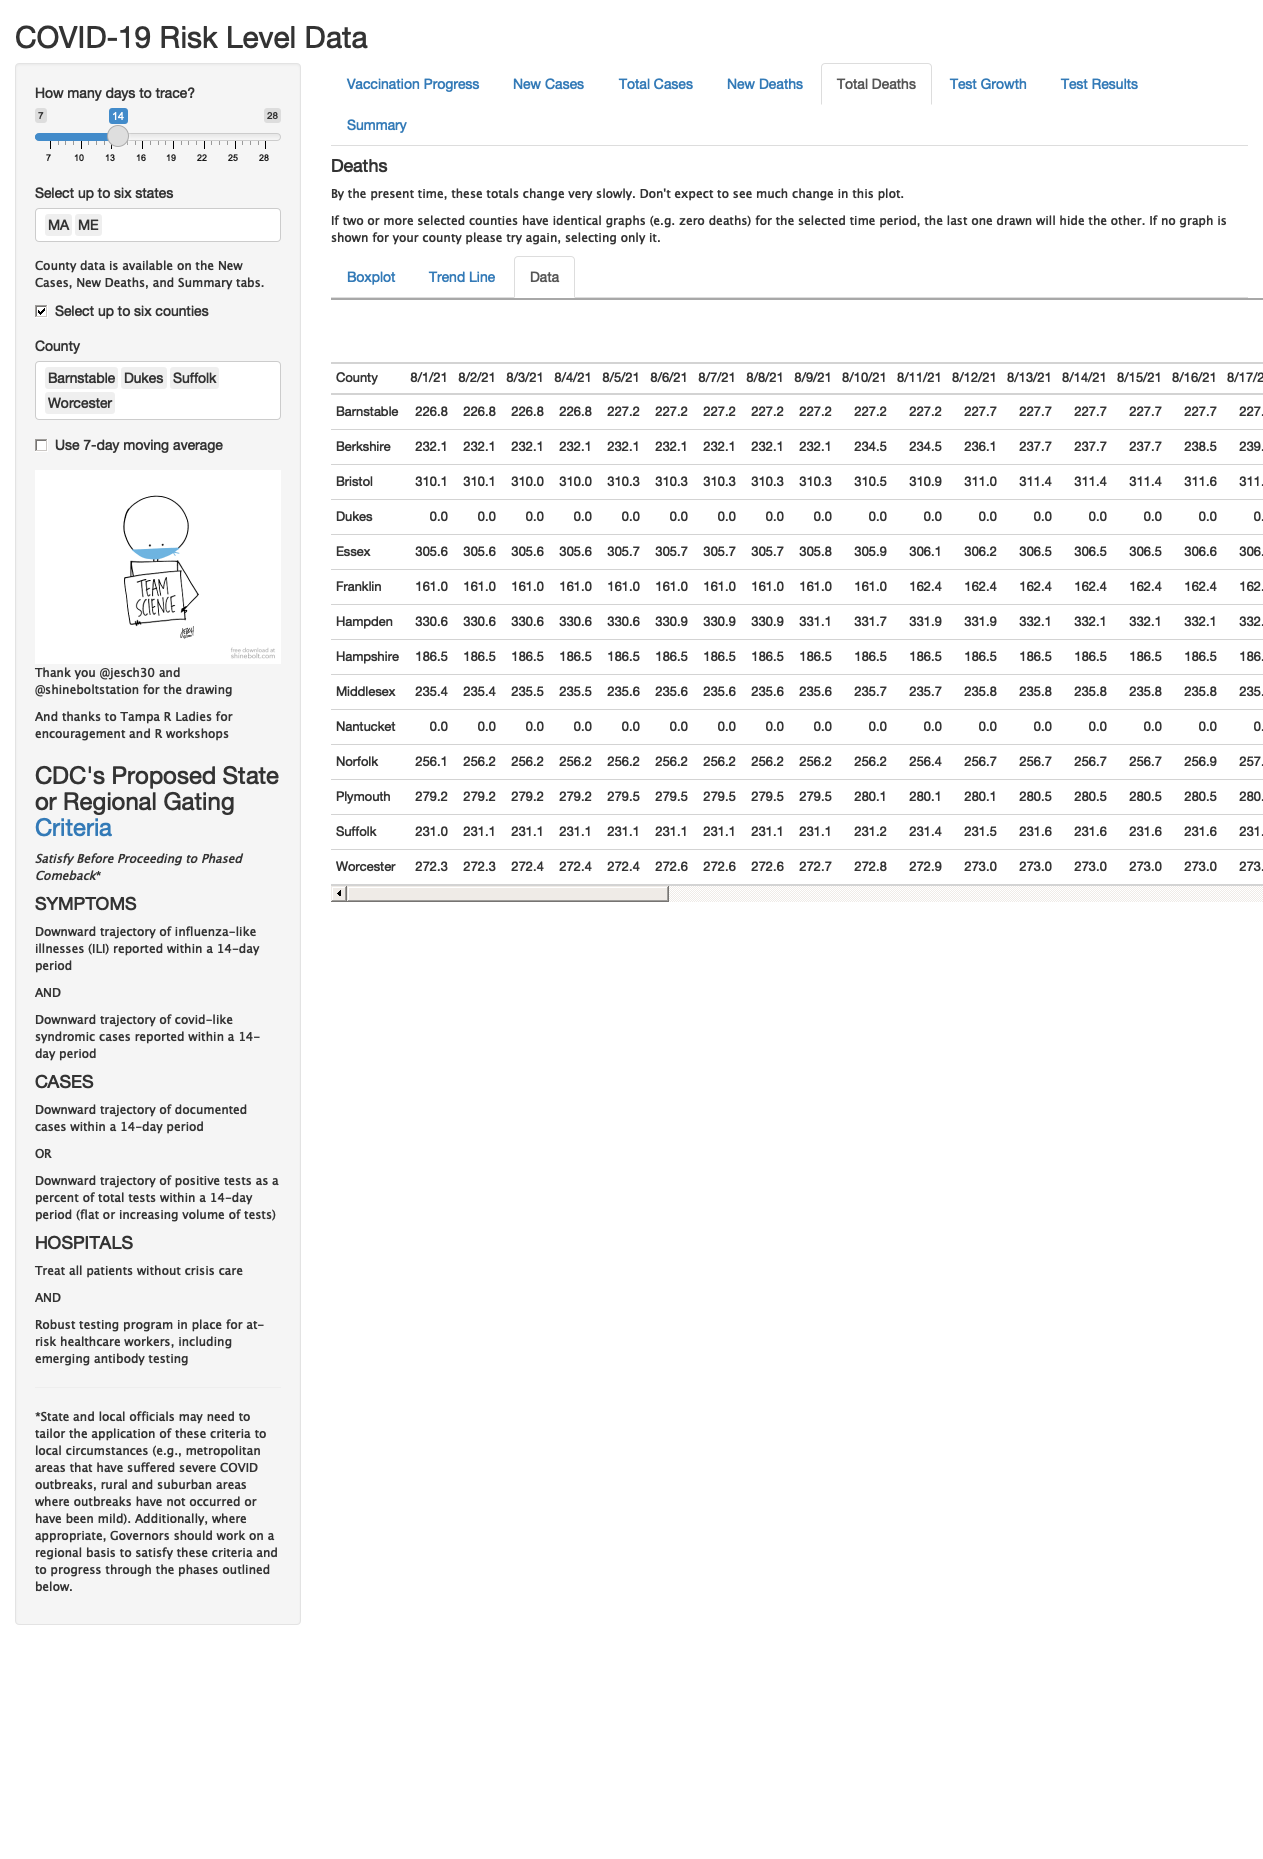 COVID-19 Risk Level Data
How many days to trace?
7 14 28
7 10 13 16 19 22 25 28
Select up to six states
MA ME
County data is available on the New
Cases, New Deaths, and Summary tabs.
Select up to six counties
County
Barnstable Dukes Suffolk
Worcester
Use 7-day moving average
TEAM
SCIENCE
free download at
shinebolt.com
Thank you @jesch30 and
@shineboltstation for the drawing
And thanks to Tampa R Ladies for
encouragement and R workshops
CDC's Proposed State
or Regional Gating
Criteria
Satisfy Before Proceeding to Phased
Comeback*
SYMPTOMS
Downward trajectory of influenza-like
illnesses (ILI) reported within a 14-day
period
AND
Downward trajectory of covid-like
syndromic cases reported within a 14-
day period
CASES
Downward trajectory of documented
cases within a 14-day period
OR
Downward trajectory of positive tests as a
percent of total tests within a 14-day
period (flat or increasing volume of tests)
HOSPITALS
Treat all patients without crisis care
AND
Robust testing program in place for at-
risk healthcare workers, including
emerging antibody testing
*State and local officials may need to
tailor the application of these criteria to
local circumstances (e.g., metropolitan
areas that have suffered severe COVID
outbreaks, rural and suburban areas
where outbreaks have not occurred or
have been mild). Additionally, where
appropriate, Governors should work on a
regional basis to satisfy these criteria and
to progress through the phases outlined
below.
Vaccination Progress New Cases Total Cases New Deaths Total Deaths Test Growth Test Results
Summary
Deaths
By the present time, these totals change very slowly. Don't expect to see much change in this plot.
If two or more selected counties have identical graphs (e.g. zero deaths) for the selected time period, the last one drawn will hide the other. If no graph is
shown for your county please try again, selecting only it.
Boxplot Trend Line Data
County 8/1/21 8/2/21 8/3/21 8/4/21 8/5/21 8/6/21 8/7/21 8/8/21 8/9/21 8/10/21 8/11/21 8/12/21 8/13/21 8/14/21 8/15/21 8/16/21 8/17/2
Barnstable 226.8 226.8 226.8 226.8 227.2 227.2 227.2 227.2 227.2 227.2 227.2 227.7 227.7 227.7 227.7 227.7 227.
Berkshire 232.1 232.1 232.1 232.1 232.1 232.1 232.1 232.1 232.1 234.5 234.5 236.1 237.7 237.7 237.7 238.5 239.
Bristol 310.1 310.1 310.0 310.0 310.3 310.3 310.3 310.3 310.3 310.5 310.9 311.0 311.4 311.4 311.4 311.6 311.
Dukes 0.0 0.0 0.0 0.0 0.0 0.0 0.0 0.0 0.0 0.0 0.0 0.0 0.0 0.0 0.0 0.0 0.
Essex 305.6 305.6 305.6 305.6 305.7 305.7 305.7 305.7 305.8 305.9 306.1 306.2 306.5 306.5 306.5 306.6 306.
Franklin 161.0 161.0 161.0 161.0 161.0 161.0 161.0 161.0 161.0 161.0 162.4 162.4 162.4 162.4 162.4 162.4 162.
Hampden 330.6 330.6 330.6 330.6 330.6 330.9 330.9 330.9 331.1 331.7 331.9 331.9 332.1 332.1 332.1 332.1 332.
Hampshire 186.5 186.5 186.5 186.5 186.5 186.5 186.5 186.5 186.5 186.5 186.5 186.5 186.5 186.5 186.5 186.5 186.
Middlesex 235.4 235.4 235.5 235.5 235.6 235.6 235.6 235.6 235.6 235.7 235.7 235.8 235.8 235.8 235.8 235.8 235.
Nantucket 0.0 0.0 0.0 0.0 0.0 0.0 0.0 0.0 0.0 0.0 0.0 0.0 0.0 0.0 0.0 0.0 0.
Norfolk 256.1 256.2 256.2 256.2 256.2 256.2 256.2 256.2 256.2 256.2 256.4 256.7 256.7 256.7 256.7 256.9 257.
Plymouth 279.2 279.2 279.2 279.2 279.5 279.5 279.5 279.5 279.5 280.1 280.1 280.1 280.5 280.5 280.5 280.5 280.
Suffolk 231.0 231.1 231.1 231.1 231.1 231.1 231.1 231.1 231.1 231.2 231.4 231.5 231.6 231.6 231.6 231.6 231.
Worcester 272.3 272.3 272.4 272.4 272.4 272.6 272.6 272.6 272.7 272.8 272.9 273.0 273.0 273.0 273.0 273.0 273.